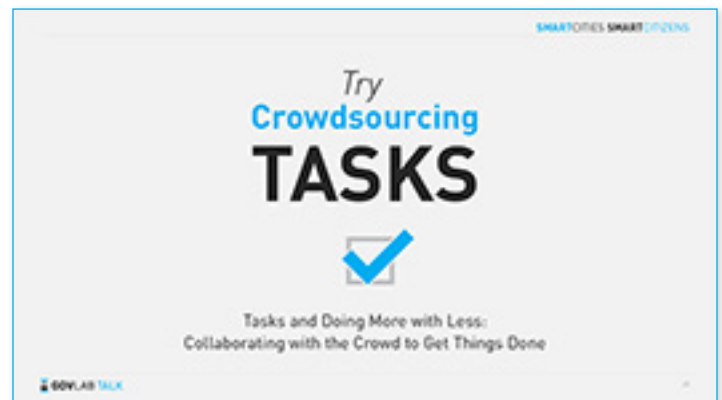 SMARTCITIES SMARTCITIZENS
Try
Crowdsourcing
TASKS
Tasks and Doing More with Less:
Collaborating with the Crowd to Get Things Done
GOVLAB TALK